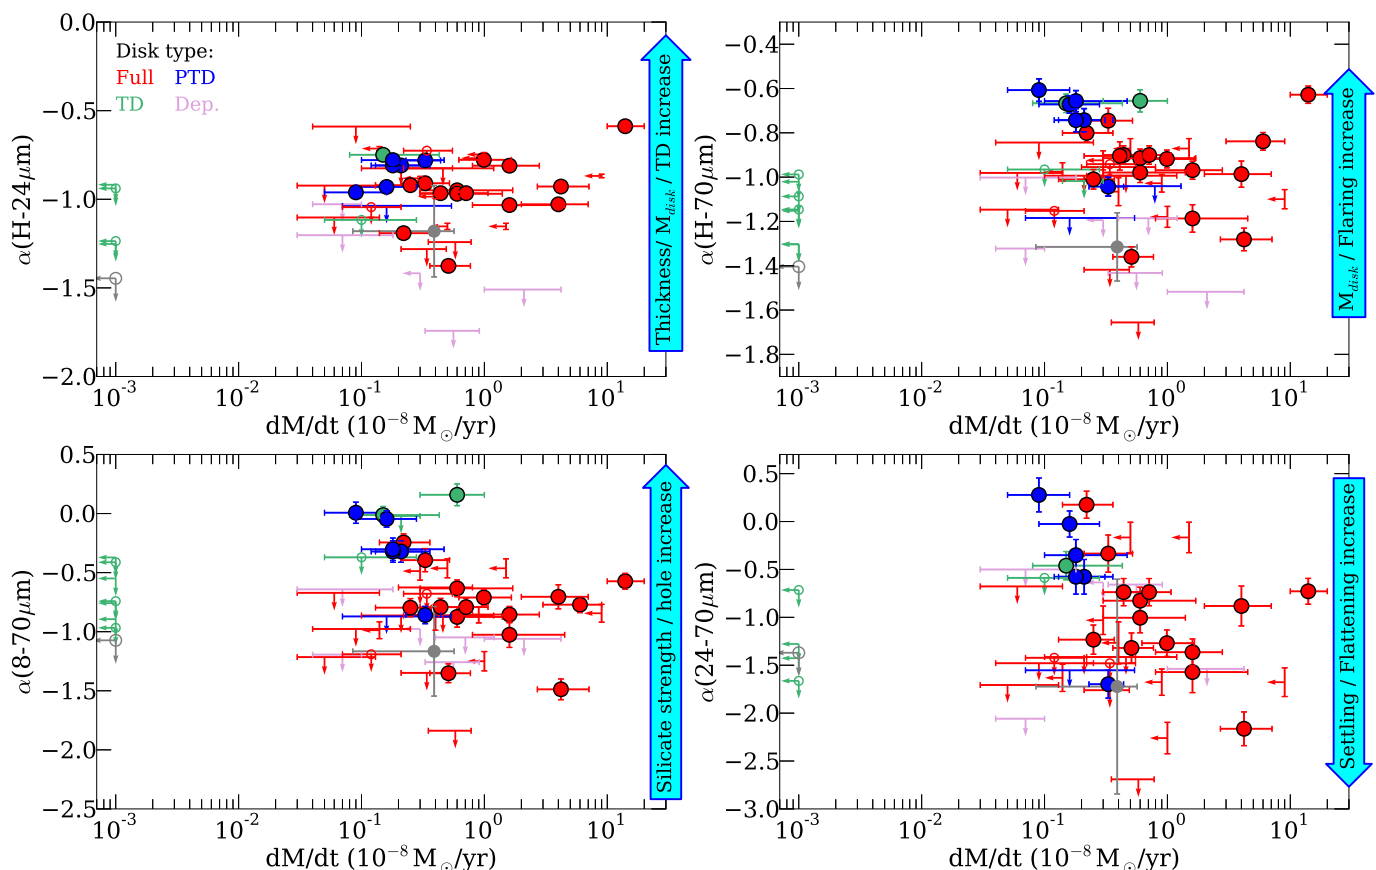 0.0
−0.5
−1.0
−1.5
−2.0
α(H-24μm)
Disk type:
Full PTD
TD Dep.
10⁻³ 10⁻² 10⁻¹ 10⁰ 10¹
dM/dt (10⁻⁸ M☉/yr)
Thickness/ M_disk / TD increase
−0.4
−0.6
−0.8
−1.0
−1.2
−1.4
−1.6
−1.8
α(H-70μm)
10⁻³ 10⁻² 10⁻¹ 10⁰ 10¹
dM/dt (10⁻⁸ M☉/yr)
M_disk / Flaring increase
0.5
0.0
−0.5
−1.0
−1.5
−2.0
−2.5
α(8-70μm)
10⁻³ 10⁻² 10⁻¹ 10⁰ 10¹
dM/dt (10⁻⁸ M☉/yr)
Silicate strength / hole increase
0.5
0.0
−0.5
−1.0
−1.5
−2.0
−2.5
−3.0
α(24-70μm)
10⁻³ 10⁻² 10⁻¹ 10⁰ 10¹
dM/dt (10⁻⁸ M☉/yr)
Settling / Flattening increase